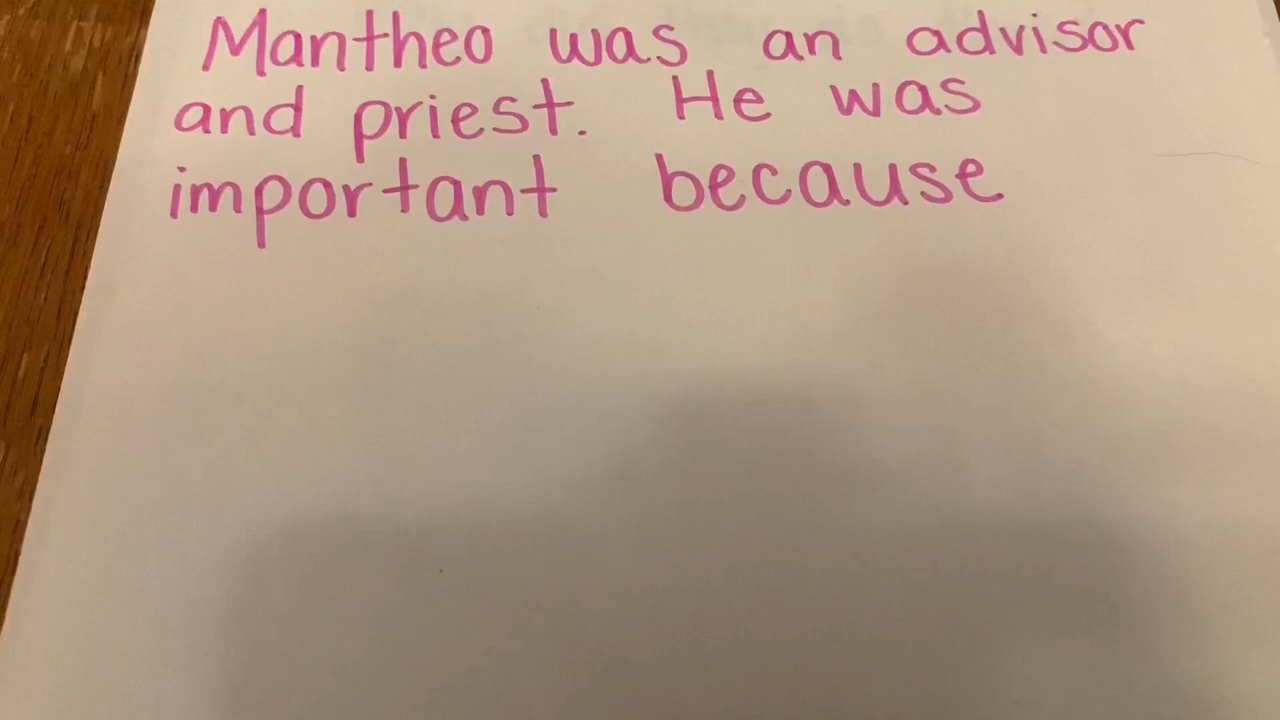 Mantheo was an advisor
and priest. He was
important because